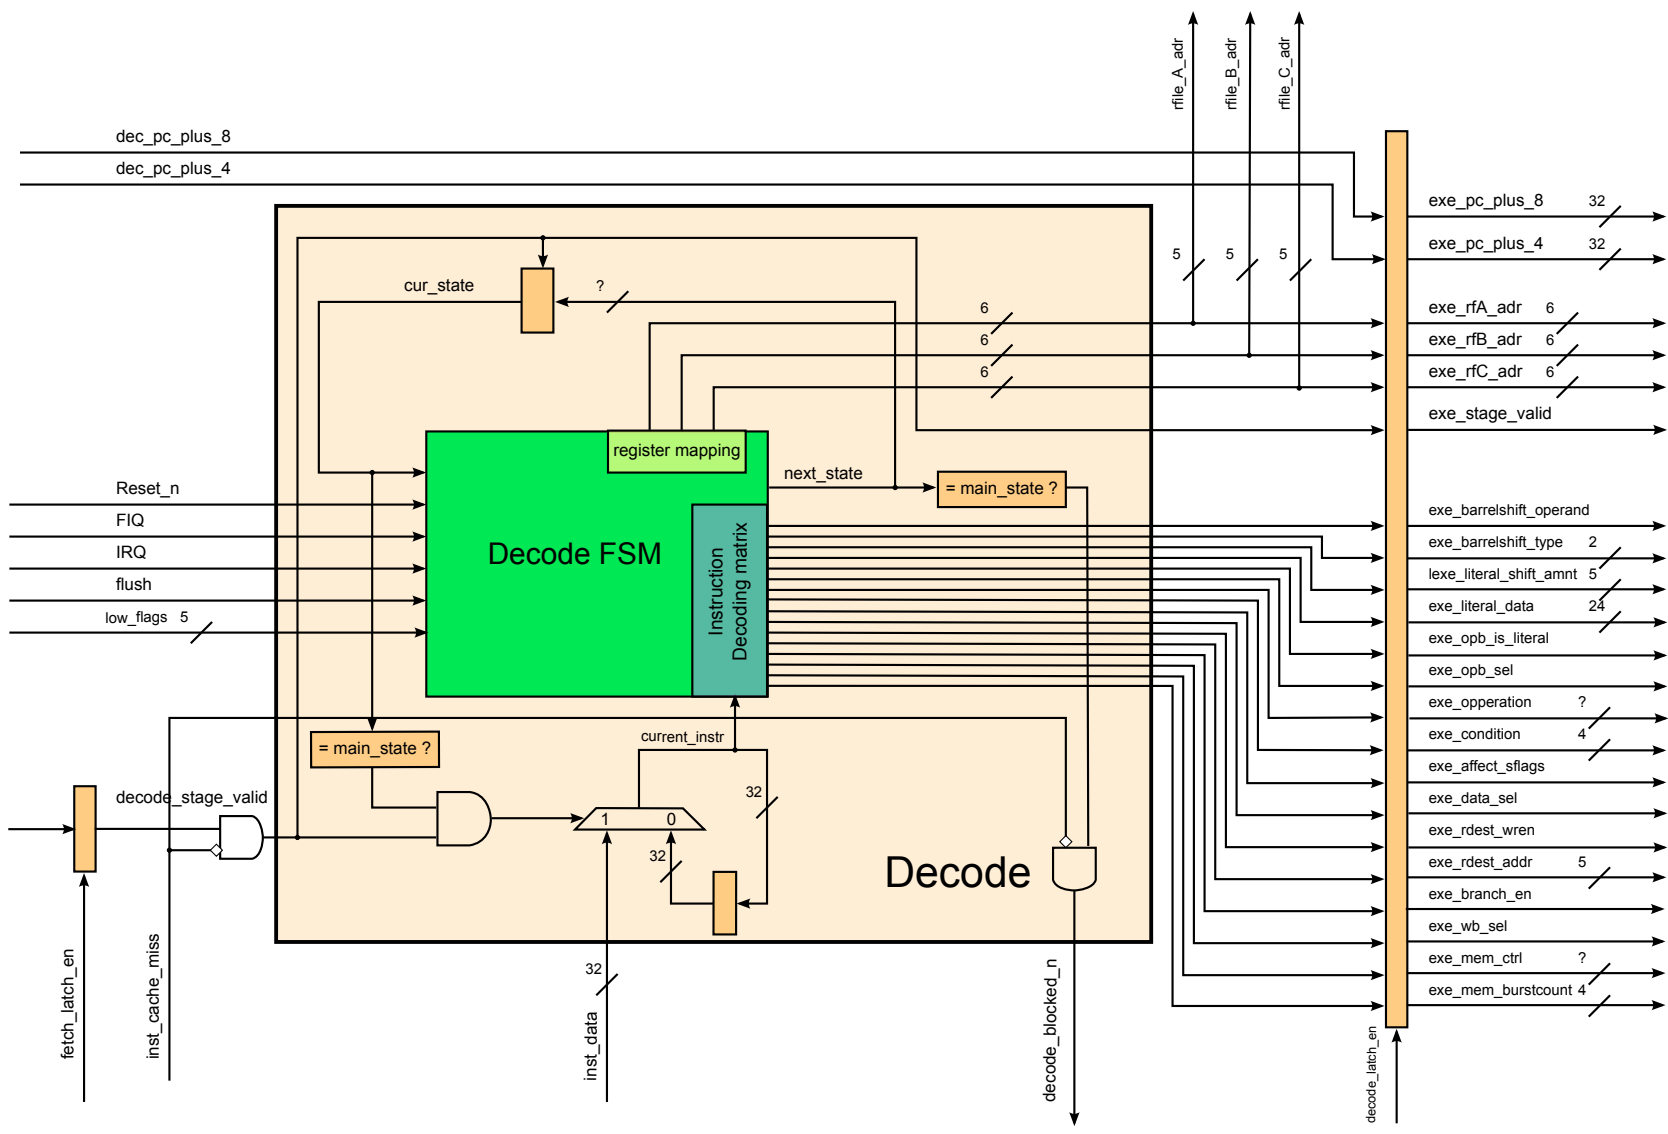 rfile_A_adr
rfile_B_adr
rfile_C_adr
dec_pc_plus_8
dec_pc_plus_4
5
5
5
exe_pc_plus_8 32
exe_pc_plus_4 32
cur_state
?
6
6
6
exe_rfA_adr 6
exe_rfB_adr 6
exe_rfC_adr 6
exe_stage_valid
register mapping
next_state
= main_state ?
Reset_n
FIQ
IRQ
flush
low_flags 5
Decode FSM
Instruction
Decoding matrix
exe_barrelshift_operand
exe_barrelshift_type 2
lexe_literal_shift_amnt 5
exe_literal_data 24
exe_opb_is_literal
exe_opb_sel
exe_opperation ?
exe_condition 4
exe_affect_sflags
exe_data_sel
exe_rdest_wren
exe_rdest_addr 5
exe_branch_en
exe_wb_sel
exe_mem_ctrl ?
exe_mem_burstcount 4
= main_state ?
current_instr
decode_stage_valid
32
1 0
32
Decode
32
fetch_latch_en
inst_cache_miss
inst_data
decode_blocked_n
decode_latch_en